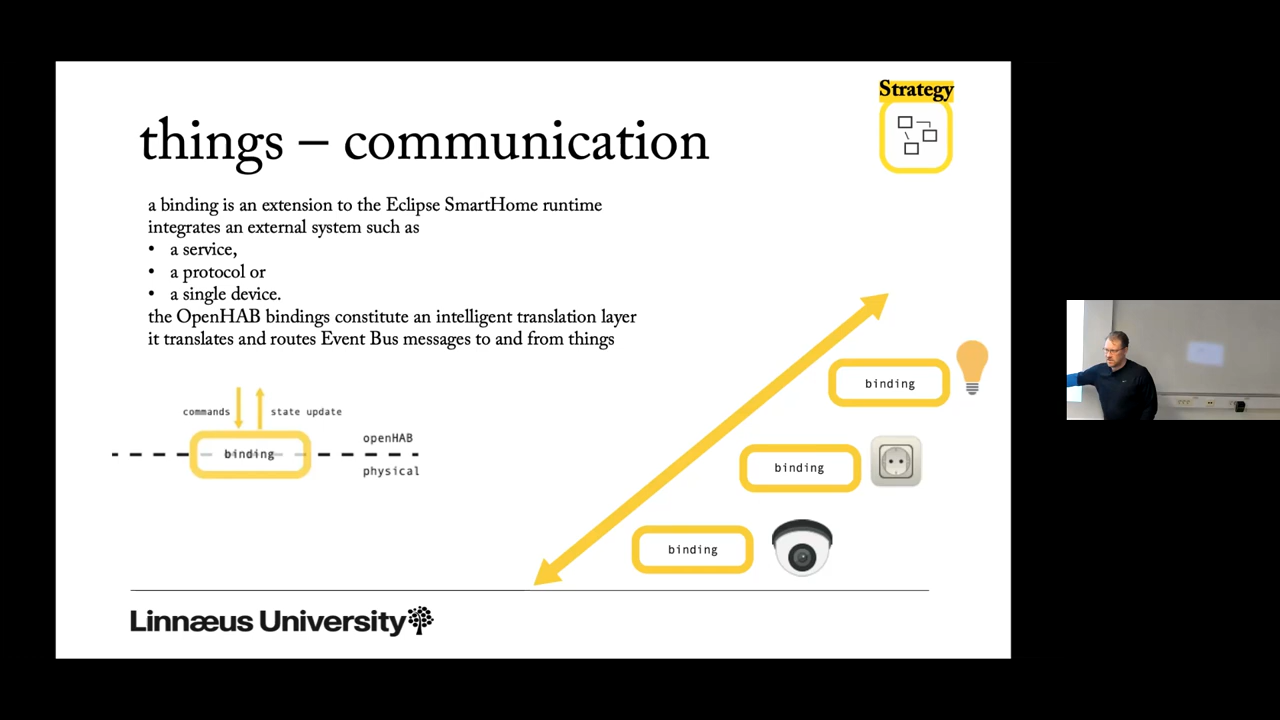 Strategy
things – communication
a binding is an extension to the Eclipse SmartHome runtime
integrates an external system such as
• a service,
• a protocol or
• a single device.
the OpenHAB bindings constitute an intelligent translation layer
it translates and routes Event Bus messages to and from things
commands
state update
binding
openHAB
physical
binding
binding
binding
Linnæus University